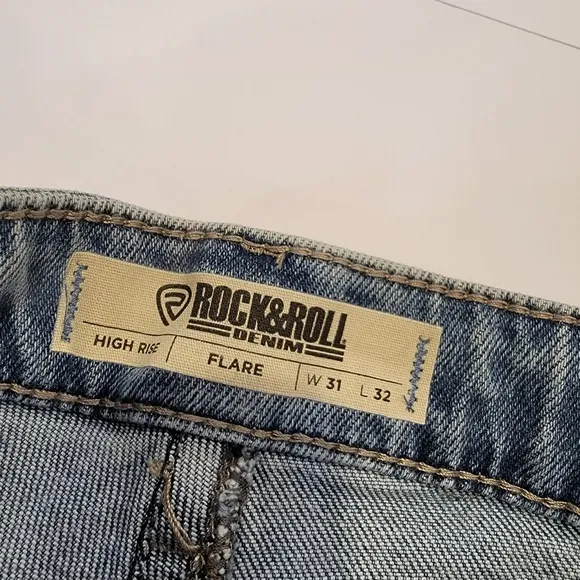 ROCK&ROLL
DENIM
HIGH RISE FLARE W 31 L 32